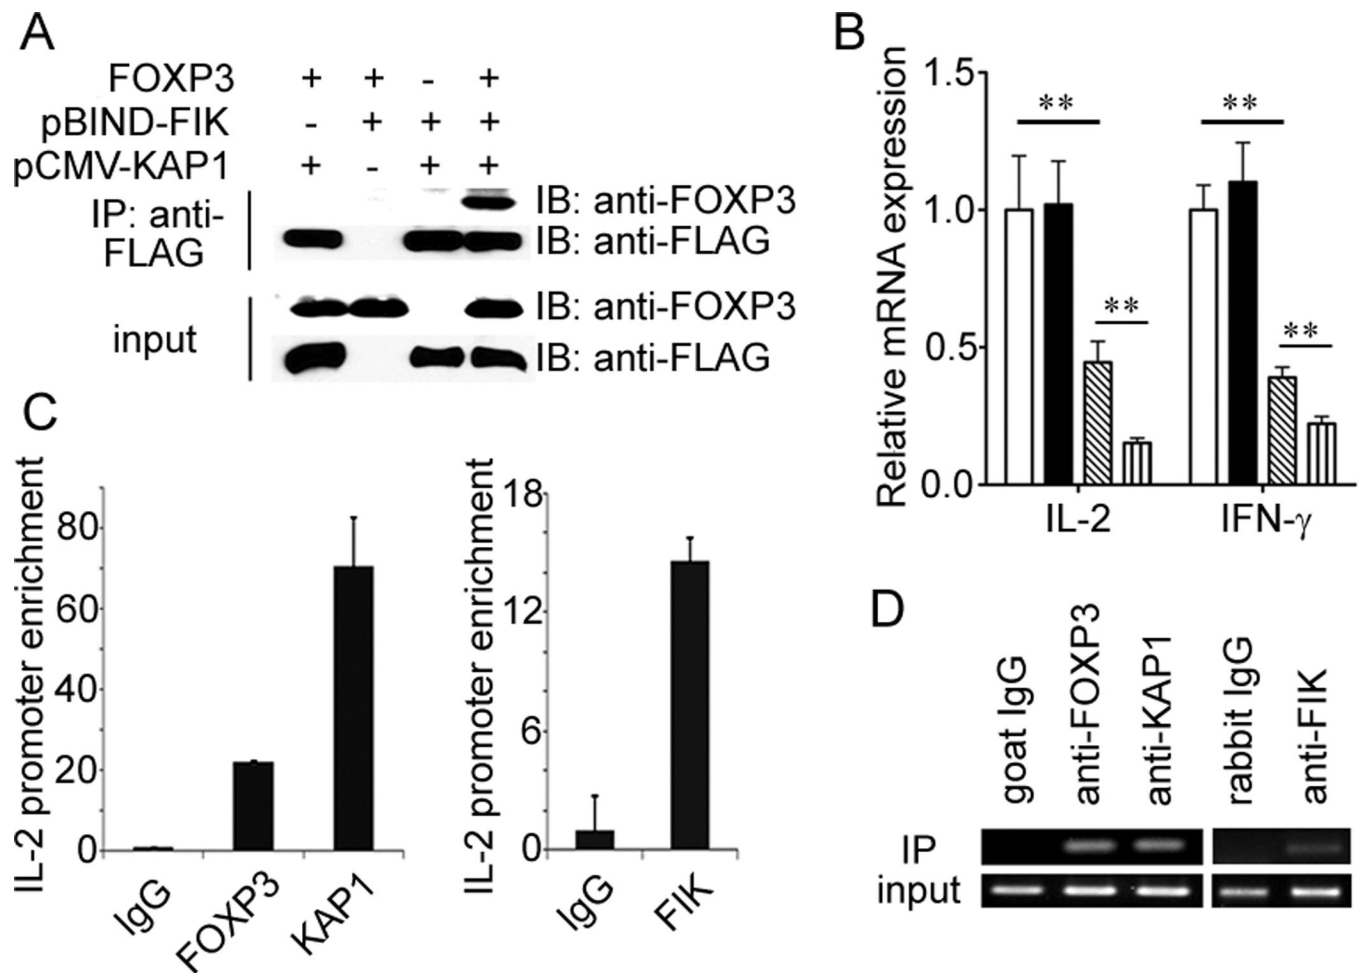 A
FOXP3 + + - +
pBIND-FIK - + + +
pCMV-KAP1 + - + +
IP: anti-
FLAG
IB: anti-FOXP3
IB: anti-FLAG
input
IB: anti-FOXP3
IB: anti-FLAG
B
Relative mRNA expression
1.5
1.0
0.5
0.0
** **
** **
IL-2 IFN-γ
C
IL-2 promoter enrichment
80
60
40
20
0
IgG FOXP3 KAP1
IL-2 promoter enrichment
18
12
6
0
IgG FIK
D
goat IgG
anti-FOXP3
anti-KAP1
rabbit IgG
anti-FIK
IP
input